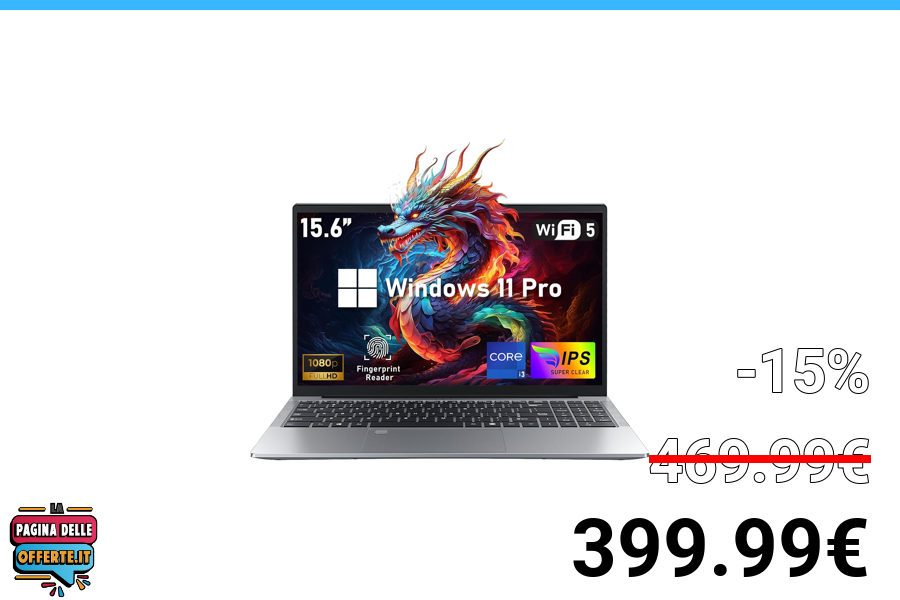 15.6”
WiFi 5
Windows 11 Pro
1080p
FULL HD
Fingerprint
Reader
CORE
i3
IPS
SUPER CLEAR
-15%
469.99€
399.99€
LA
PAGINA DELLE
OFFERTE.IT